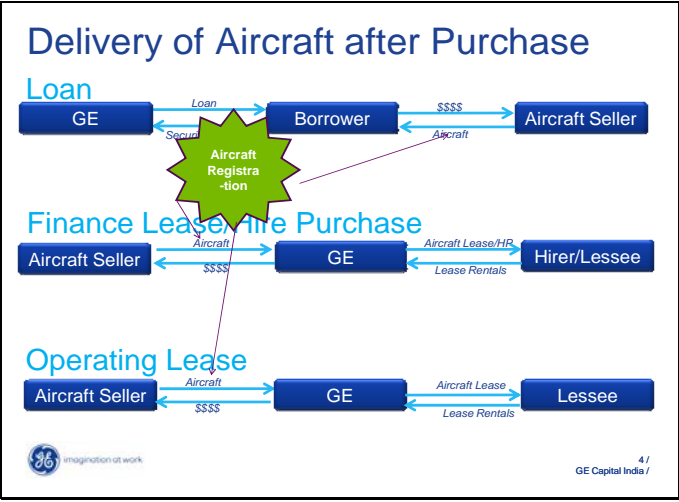 Delivery of Aircraft after Purchase
Loan
GE
Loan
Borrower
$$$$
Aircraft Seller
Aircraft
Aircraft
Registra
-tion
Finance Lease/Hire Purchase
Aircraft Seller
Aircraft
$$$$
GE
Aircraft Lease/HP
Lease Rentals
Hirer/Lessee
Operating Lease
Aircraft Seller
Aircraft
$$$$
GE
Aircraft Lease
Lease Rentals
Lessee
GE imagination at work
4 /
GE Capital India /